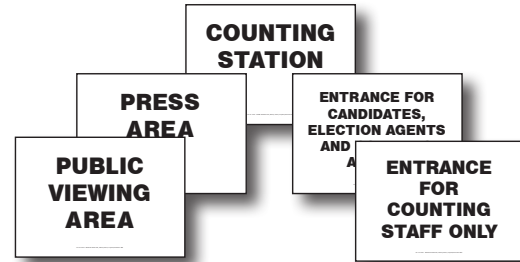 COUNTING
STATION
PRESS
AREA
PUBLIC
VIEWING
AREA
ENTRANCE FOR
CANDIDATES,
ELECTION AGENTS
AND
ENTRANCE
FOR
COUNTING
STAFF ONLY